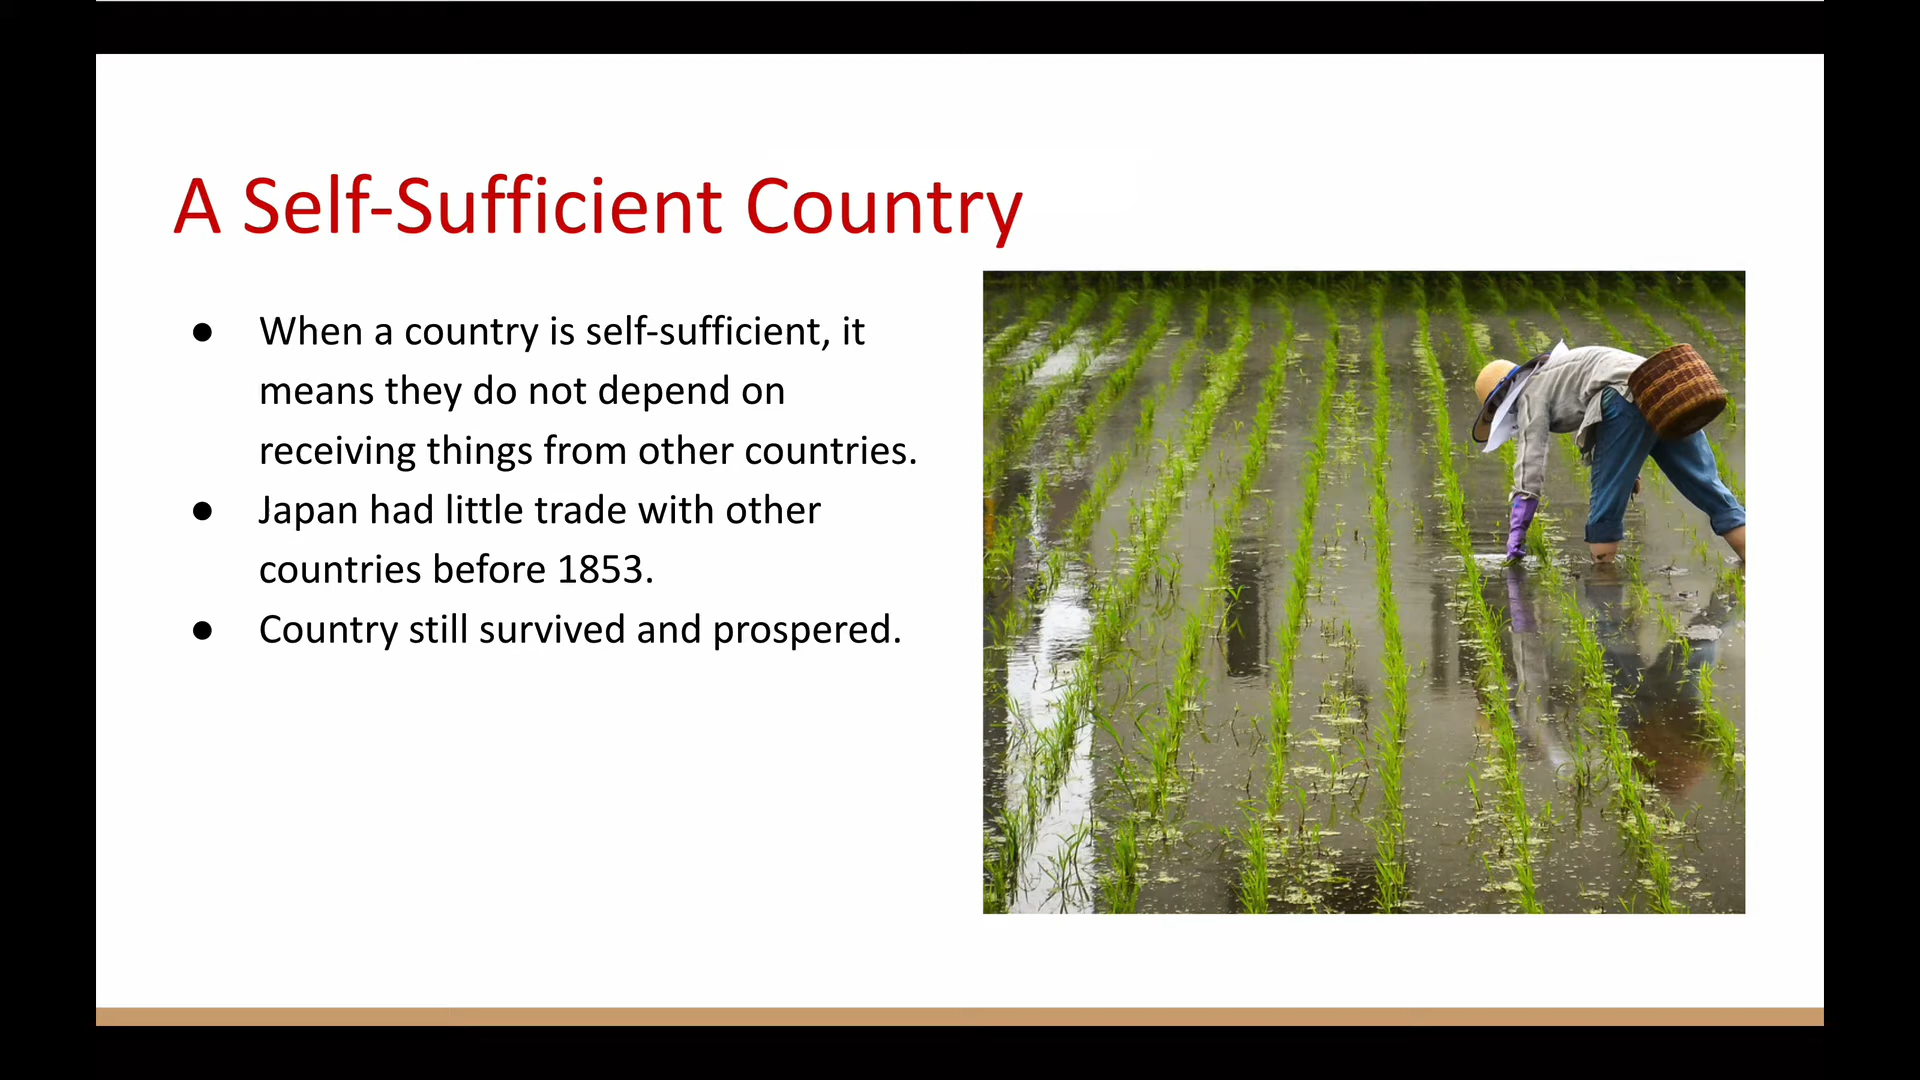 A Self-Sufficient Country
● When a country is self-sufficient, it
means they do not depend on
receiving things from other countries.
● Japan had little trade with other
countries before 1853.
● Country still survived and prospered.